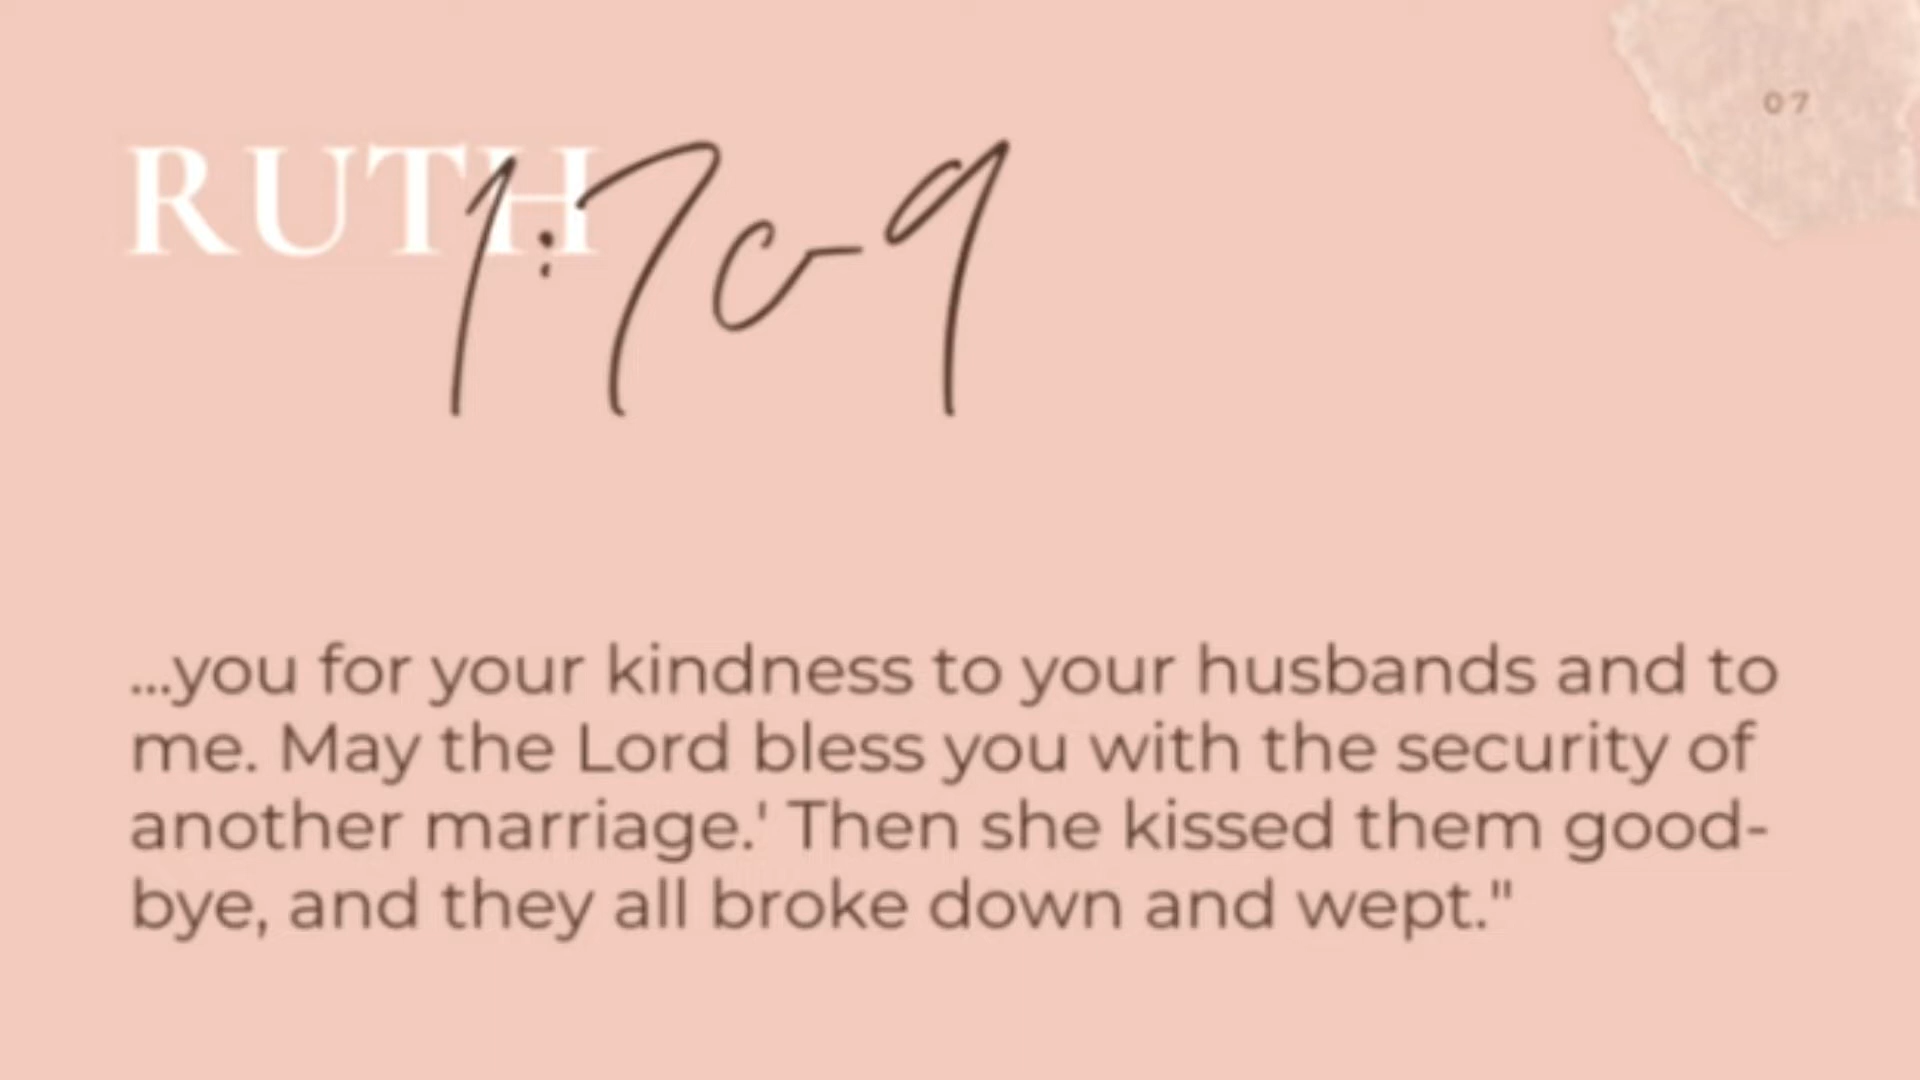 07
RUTH
1:7c-9
...you for your kindness to your husbands and to
me. May the Lord bless you with the security of
another marriage.' Then she kissed them good-
bye, and they all broke down and wept."